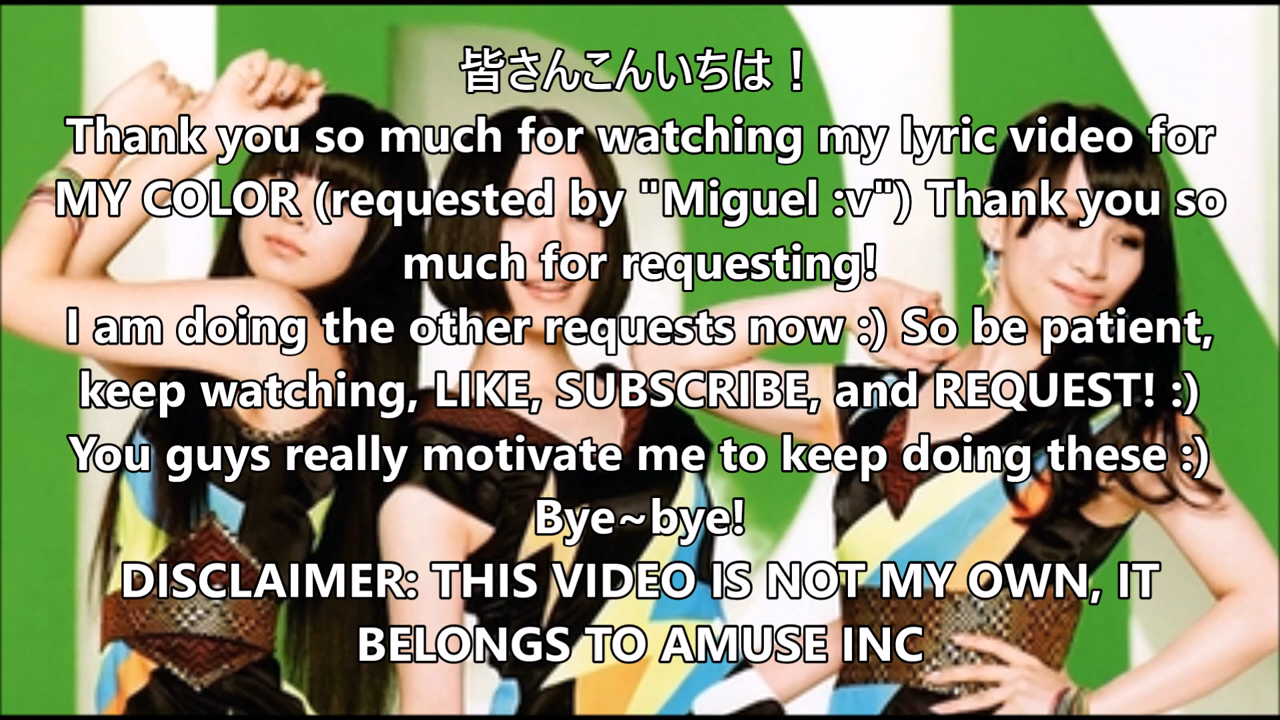 皆さんこんいちは！
Thank you so much for watching my lyric video for
MY COLOR (requested by "Miguel :v") Thank you so
much for requesting!
I am doing the other requests now :) So be patient,
keep watching, LIKE, SUBSCRIBE, and REQUEST! :)
You guys really motivate me to keep doing these :)
Bye~bye!
DISCLAIMER: THIS VIDEO IS NOT MY OWN, IT
BELONGS TO AMUSE INC